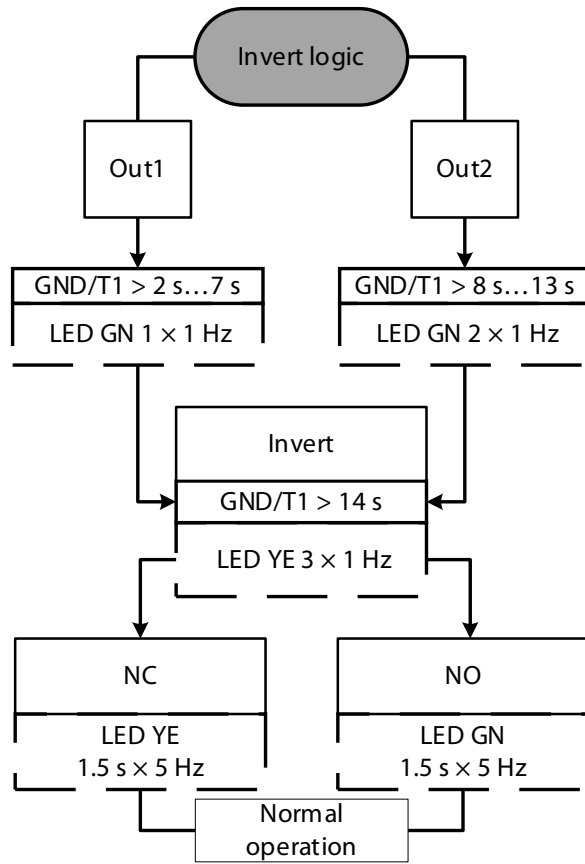 Invert logic
Out1
Out2
GND/T1 > 2 s…7 s
GND/T1 > 8 s…13 s
LED GN 1 × 1 Hz
LED GN 2 × 1 Hz
Invert
GND/T1 > 14 s
LED YE 3 × 1 Hz
NC
NO
LED YE
1.5 s × 5 Hz
LED GN
1.5 s × 5 Hz
Normal
operation